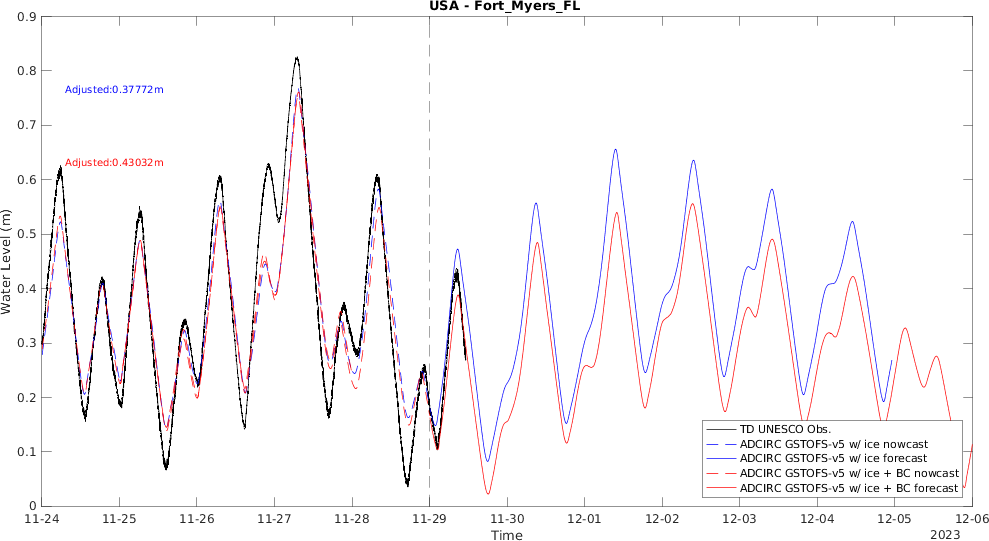 USA - Fort_Myers_FL
0.9
0.8
0.7
0.6
0.5
0.4
0.3
0.2
0.1
0
Water Level (m)
Adjusted:0.37772m
Adjusted:0.43032m
TD UNESCO Obs.
ADCIRC GSTOFS-v5 w/ ice nowcast
ADCIRC GSTOFS-v5 w/ ice forecast
ADCIRC GSTOFS-v5 w/ ice + BC nowcast
ADCIRC GSTOFS-v5 w/ ice + BC forecast
11-24 11-25 11-26 11-27 11-28 11-29 11-30 12-01 12-02 12-03 12-04 12-05 12-06
Time
2023